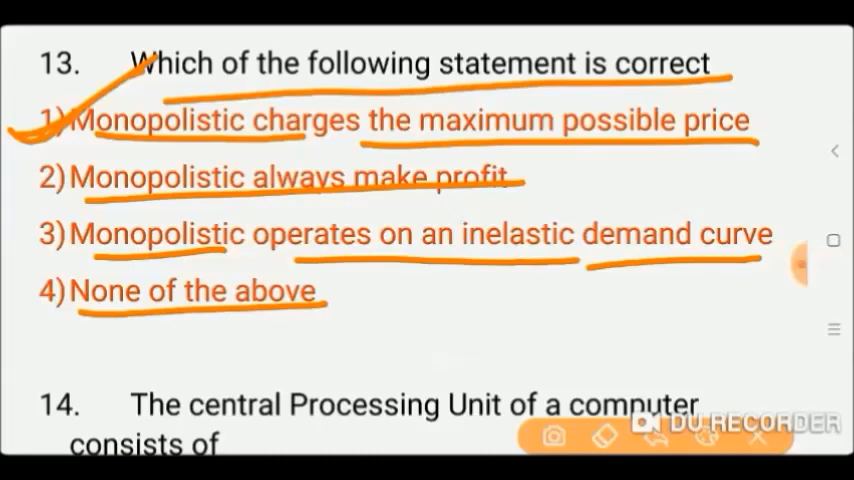 13. Which of the following statement is correct
1) Monopolistic charges the maximum possible price
2) Monopolistic always make profit
3) Monopolistic operates on an inelastic demand curve
4) None of the above
14. The central Processing Unit of a computer
consists of
DU RECORDER